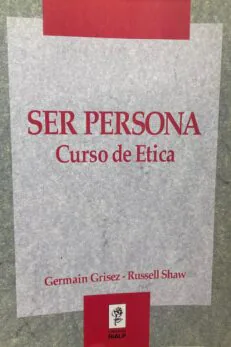 SER PERSONA
Curso de Etica
Germain Grisez - Russell Shaw
RIALP